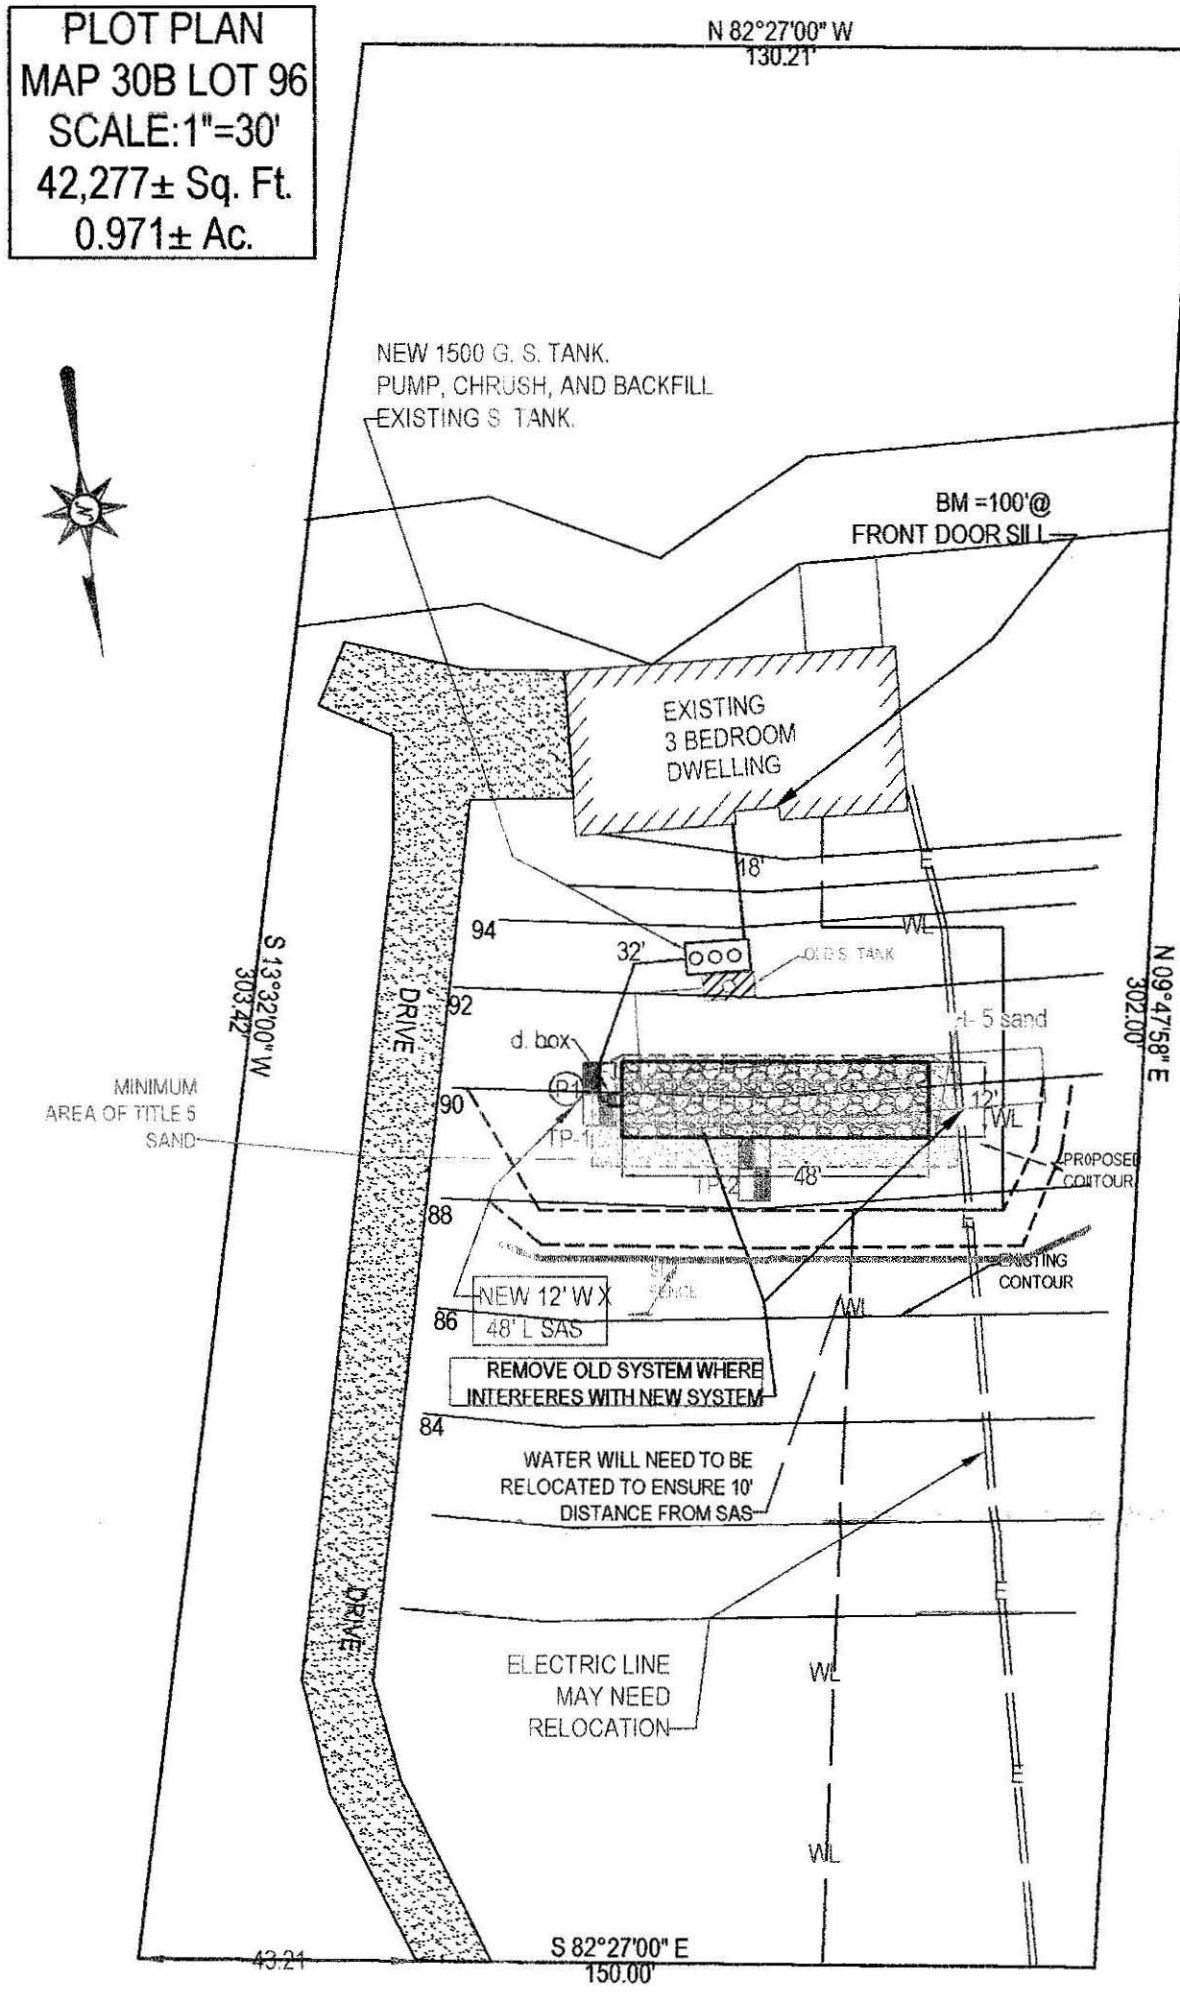 PLOT PLAN
MAP 30B LOT 96
SCALE:1"=30'
42,277± Sq. Ft.
0.971± Ac.
N 82°27'00" W
130.21'
NEW 1500 G. S. TANK.
PUMP, CHRUSH, AND BACKFILL
EXISTING S TANK.
N
BM =100'@
FRONT DOOR SILL
EXISTING
3 BEDROOM
DWELLING
18'
E
94
WL
32'
OLD S. TANK
S 13°32'00" W
303.42'
N 09°47'58" E
302.00'
DRIVE
92
5 sand
d. box
P1
MINIMUM
AREA OF TITLE 5
SAND
90
12'
WL
TP-1
PROPOSED
CONTOUR
TP-2
48'
88
E
EXISTING
CONTOUR
FENCE
NEW 12' W X
48' L SAS
86
WL
REMOVE OLD SYSTEM WHERE
INTERFERES WITH NEW SYSTEM
84
WATER WILL NEED TO BE
RELOCATED TO ENSURE 10'
DISTANCE FROM SAS
DRIVE
E
ELECTRIC LINE
MAY NEED
RELOCATION
WL
E
WL
43.21
S 82°27'00" E
150.00'